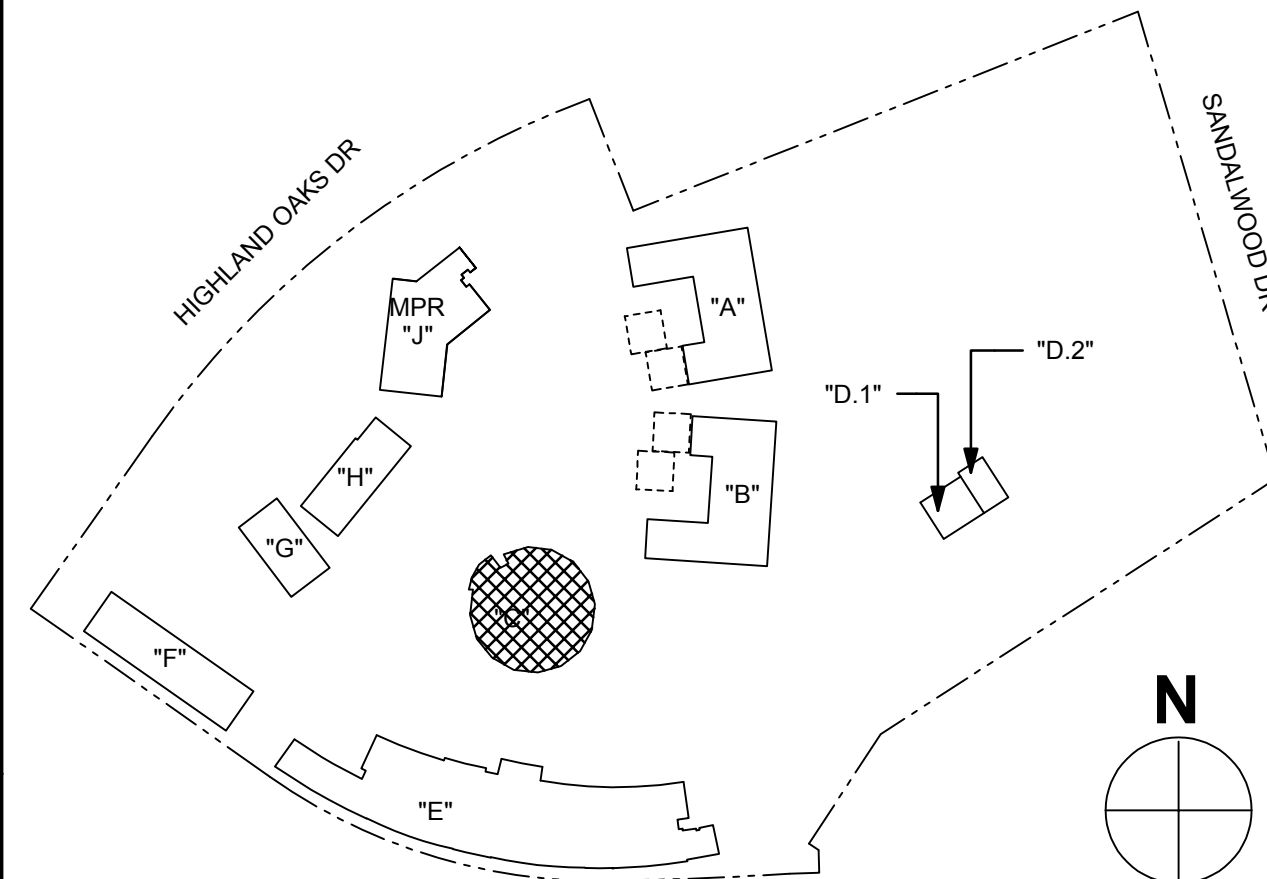 HIGHLAND OAKS DR
SANDALWOOD DR
MPR
"J"
"A"
"D.2"
"D.1"
"H"
"B"
"G"
"C"
"F"
N
"E"